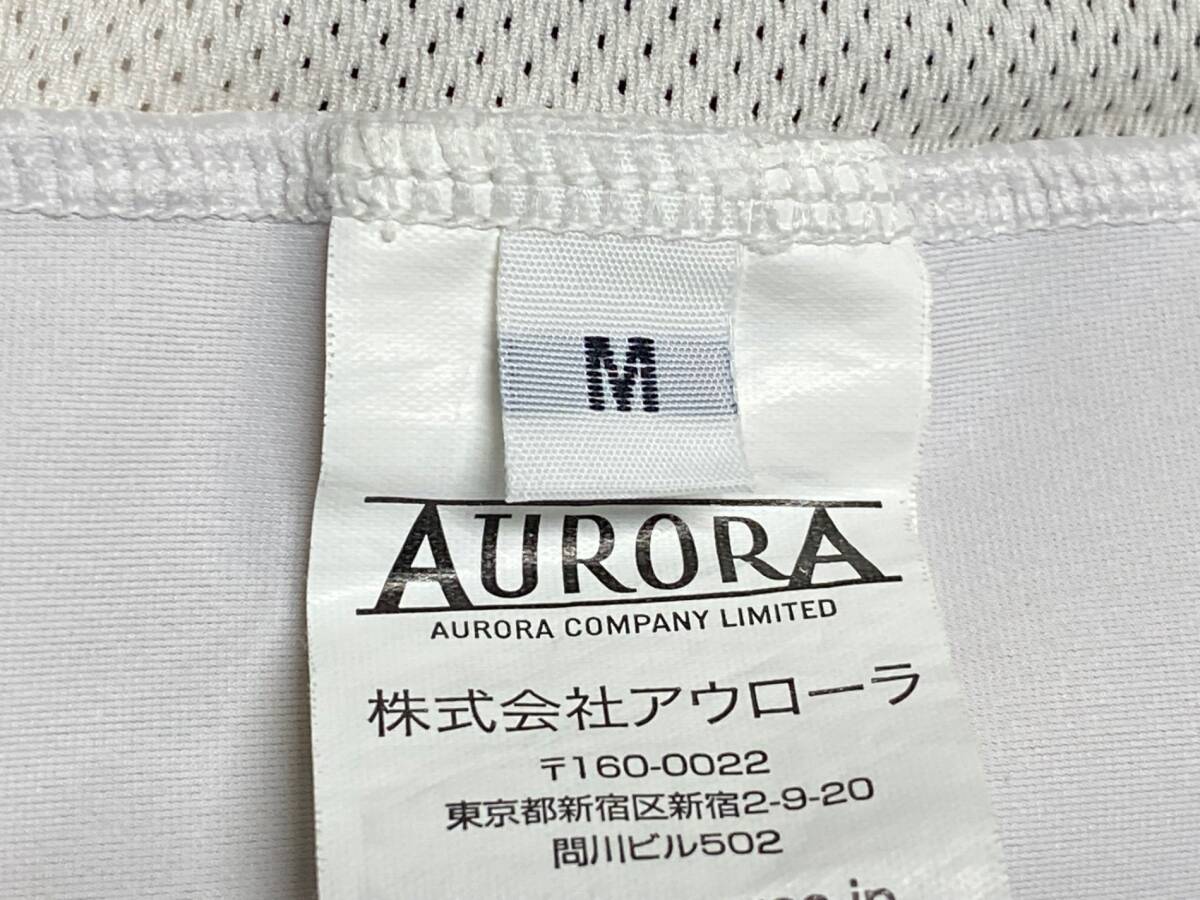 M
AURORA
AURORA COMPANY LIMITED
株式会社アウローラ
〒160-0022
東京都新宿区新宿2-9-20
問川ビル502